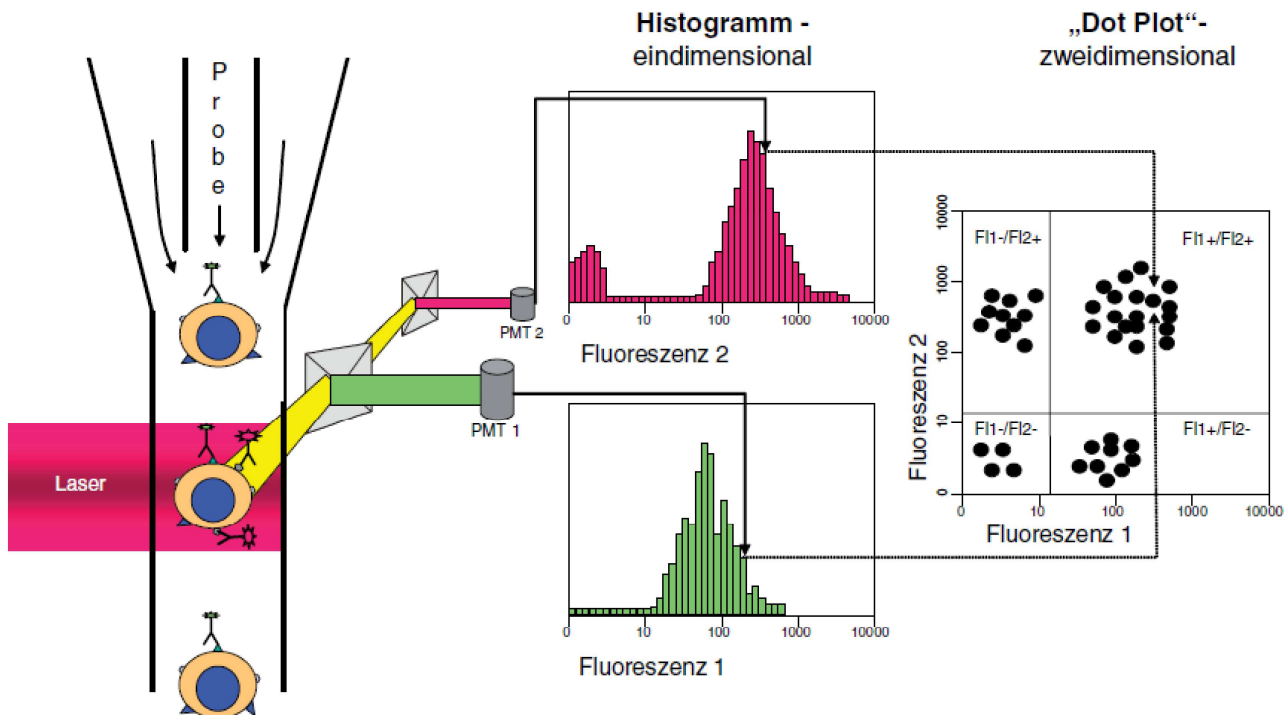 Histogramm -
eindimensional
„Dot Plot“-
zweidimensional
Probe
Laser
PMT 2
PMT 1
0 10 100 1000 10000
Fluoreszenz 2
0 10 100 1000 10000
Fluoreszenz 1
Fluoreszenz 2
10000
1000
100
10
0
Fl1-/Fl2+
Fl1+/Fl2+
Fl1-/Fl2-
Fl1+/Fl2-
0 10 100 1000 10000
Fluoreszenz 1